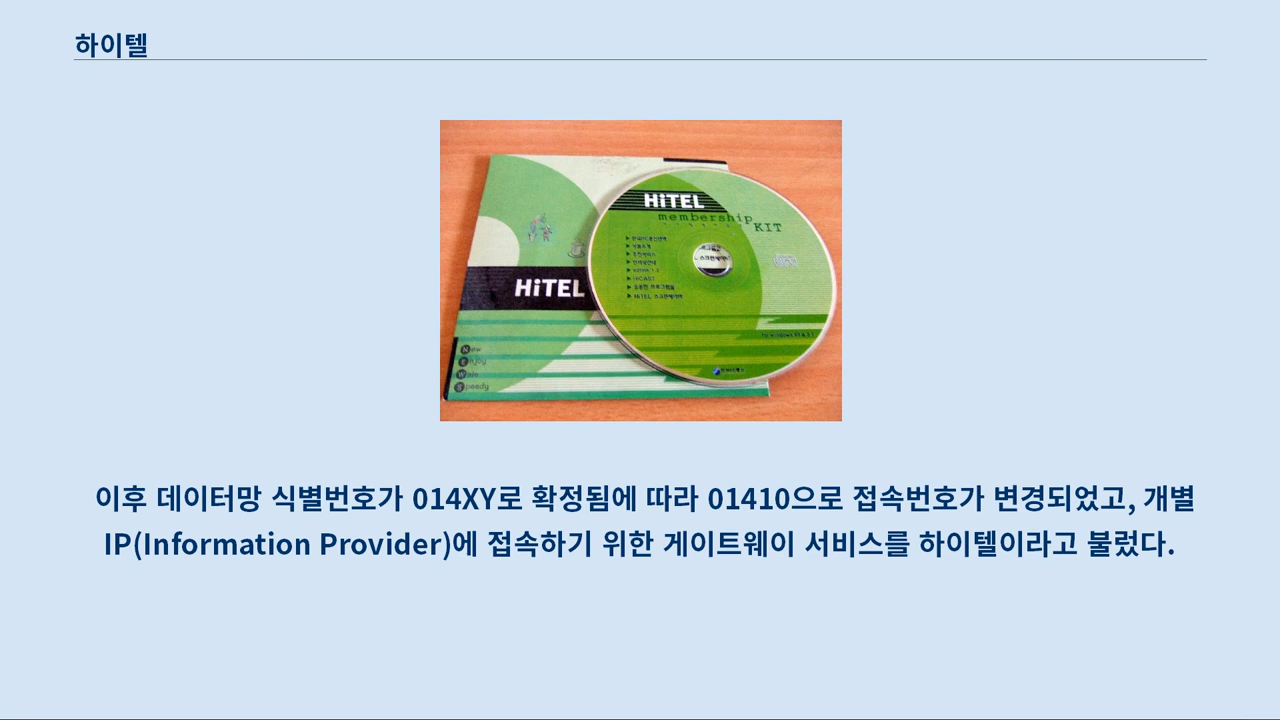 하이텔
HiTEL
membership
KIT
HiTEL
New
Enjoy
Wide
Speedy
이후 데이터망 식별번호가 014XY로 확정됨에 따라 01410으로 접속번호가 변경되었고, 개별
IP(Information Provider)에 접속하기 위한 게이트웨이 서비스를 하이텔이라고 불렀다.